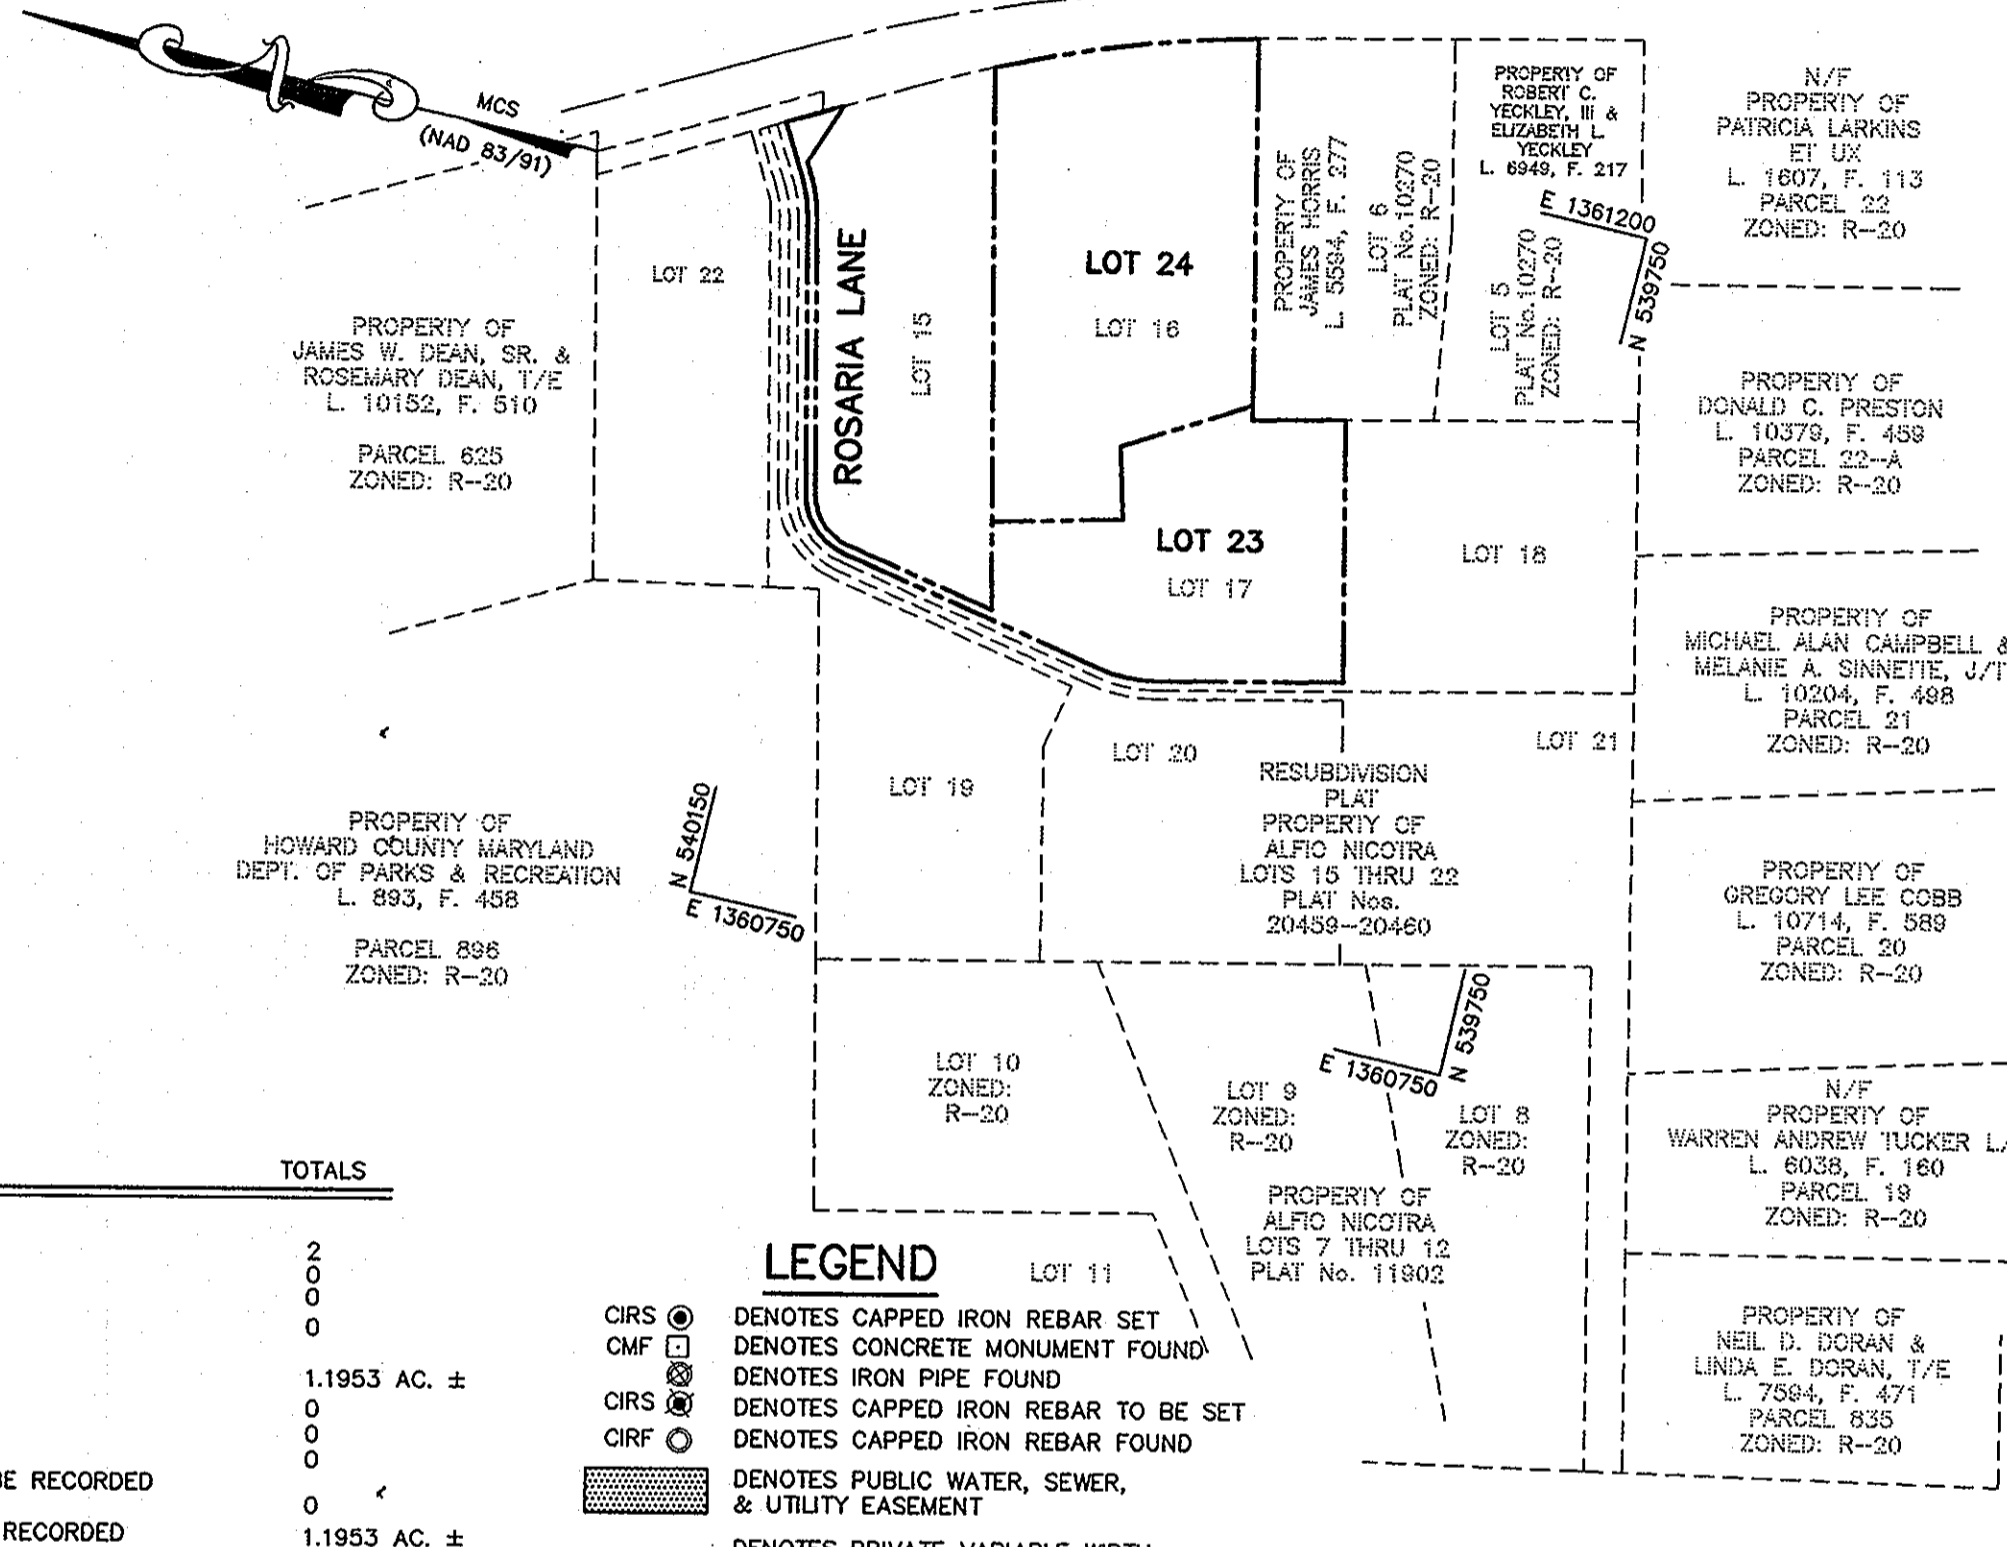 MCS
(NAD 83/91)
PROPERTY OF
ROBERT C.
YECKLEY, III &
ELIZABETH L.
YECKLEY
L. 6949, F. 217
N/F
PROPERTY OF
PATRICIA LARKINS
ET UX
L. 1607, F. 113
PARCEL 22
ZONED: R-20
E 1361200
N 539750
PROPERTY OF
JAMES MORRIS
L. 5594, F. 277
LOT 6
PLAT No.10270
ZONED: R-20
LOT 5
PLAT No.10270
ZONED: R-20
LOT 22
ROSARIA LANE
LOT 15
LOT 24
LOT 16
PROPERTY OF
JAMES W. DEAN, SR. &
ROSEMARY DEAN, T/E
L. 10152, F. 510
PARCEL 625
ZONED: R-20
PROPERTY OF
DONALD C. PRESTON
L. 10379, F. 459
PARCEL 22-A
ZONED: R-20
LOT 23
LOT 17
LOT 18
PROPERTY OF
MICHAEL ALAN CAMPBELL &
MELANIE A. SINNETTE, J/T
L. 10204, F. 498
PARCEL 21
ZONED: R-20
LOT 19
LOT 20
LOT 21
RESUBDIVISION
PLAT
PROPERTY OF
ALFIO NICOTRA
LOTS 15 THRU 22
PLAT Nos.
20459-20460
PROPERTY OF
HOWARD COUNTY MARYLAND
DEPT. OF PARKS & RECREATION
L. 893, F. 458
PARCEL 896
ZONED: R-20
N 540150
E 1360750
PROPERTY OF
GREGORY LEE COBB
L. 10714, F. 589
PARCEL 20
ZONED: R-20
LOT 10
ZONED:
R-20
LOT 9
ZONED:
R-20
E 1360750
N 539750
LOT 8
ZONED:
R-20
N/F
PROPERTY OF
WARREN ANDREW TUCKER
L. 6038, F. 160
PARCEL 19
ZONED: R-20
PROPERTY OF
ALFIO NICOTRA
LOTS 7 THRU 12
PLAT No. 11902
LOT 11
PROPERTY OF
NEIL D. DORAN &
LINDA E. DORAN, T/E
L. 7594, F. 471
PARCEL 835
ZONED: R-20
TOTALS
2
0
0
0
1.1953 AC. ±
0
0
0
BE RECORDED
0
RECORDED
1.1953 AC. ±
LEGEND
CIRS DENOTES CAPPED IRON REBAR SET
CMF DENOTES CONCRETE MONUMENT FOUND
DENOTES IRON PIPE FOUND
CIRS DENOTES CAPPED IRON REBAR TO BE SET
CIRF DENOTES CAPPED IRON REBAR FOUND
DENOTES PUBLIC WATER, SEWER,
& UTILITY EASEMENT
DENOTES PRIVATE VARIABLE WIDTH